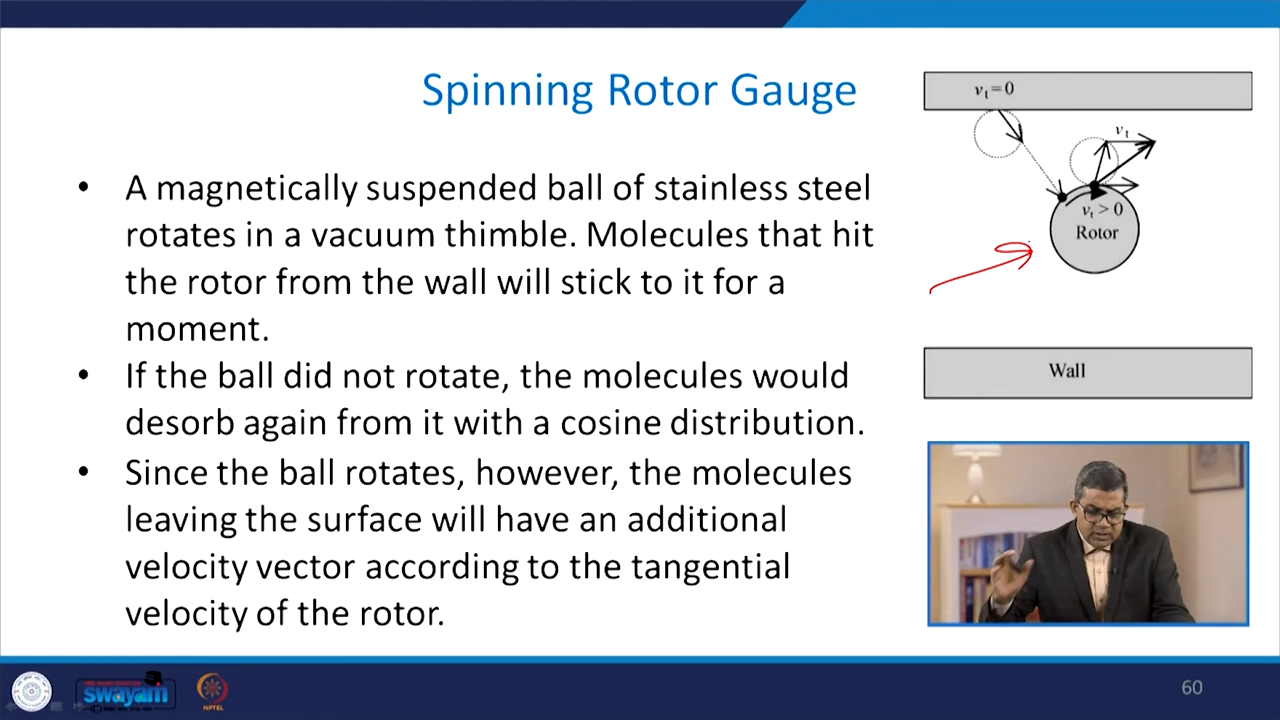 Spinning Rotor Gauge
• A magnetically suspended ball of stainless steel
rotates in a vacuum thimble. Molecules that hit
the rotor from the wall will stick to it for a
moment.
• If the ball did not rotate, the molecules would
desorb again from it with a cosine distribution.
• Since the ball rotates, however, the molecules
leaving the surface will have an additional
velocity vector according to the tangential
velocity of the rotor.
vt=0
vt
vt > 0
Rotor
Wall
swayam
NPTEL
60